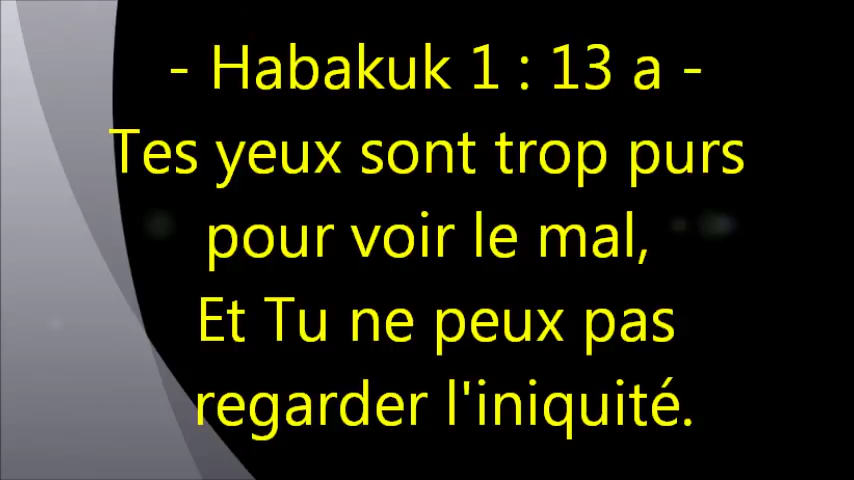 - Habakuk 1 : 13 a -
Tes yeux sont trop purs
pour voir le mal,
Et Tu ne peux pas
regarder l'iniquité.